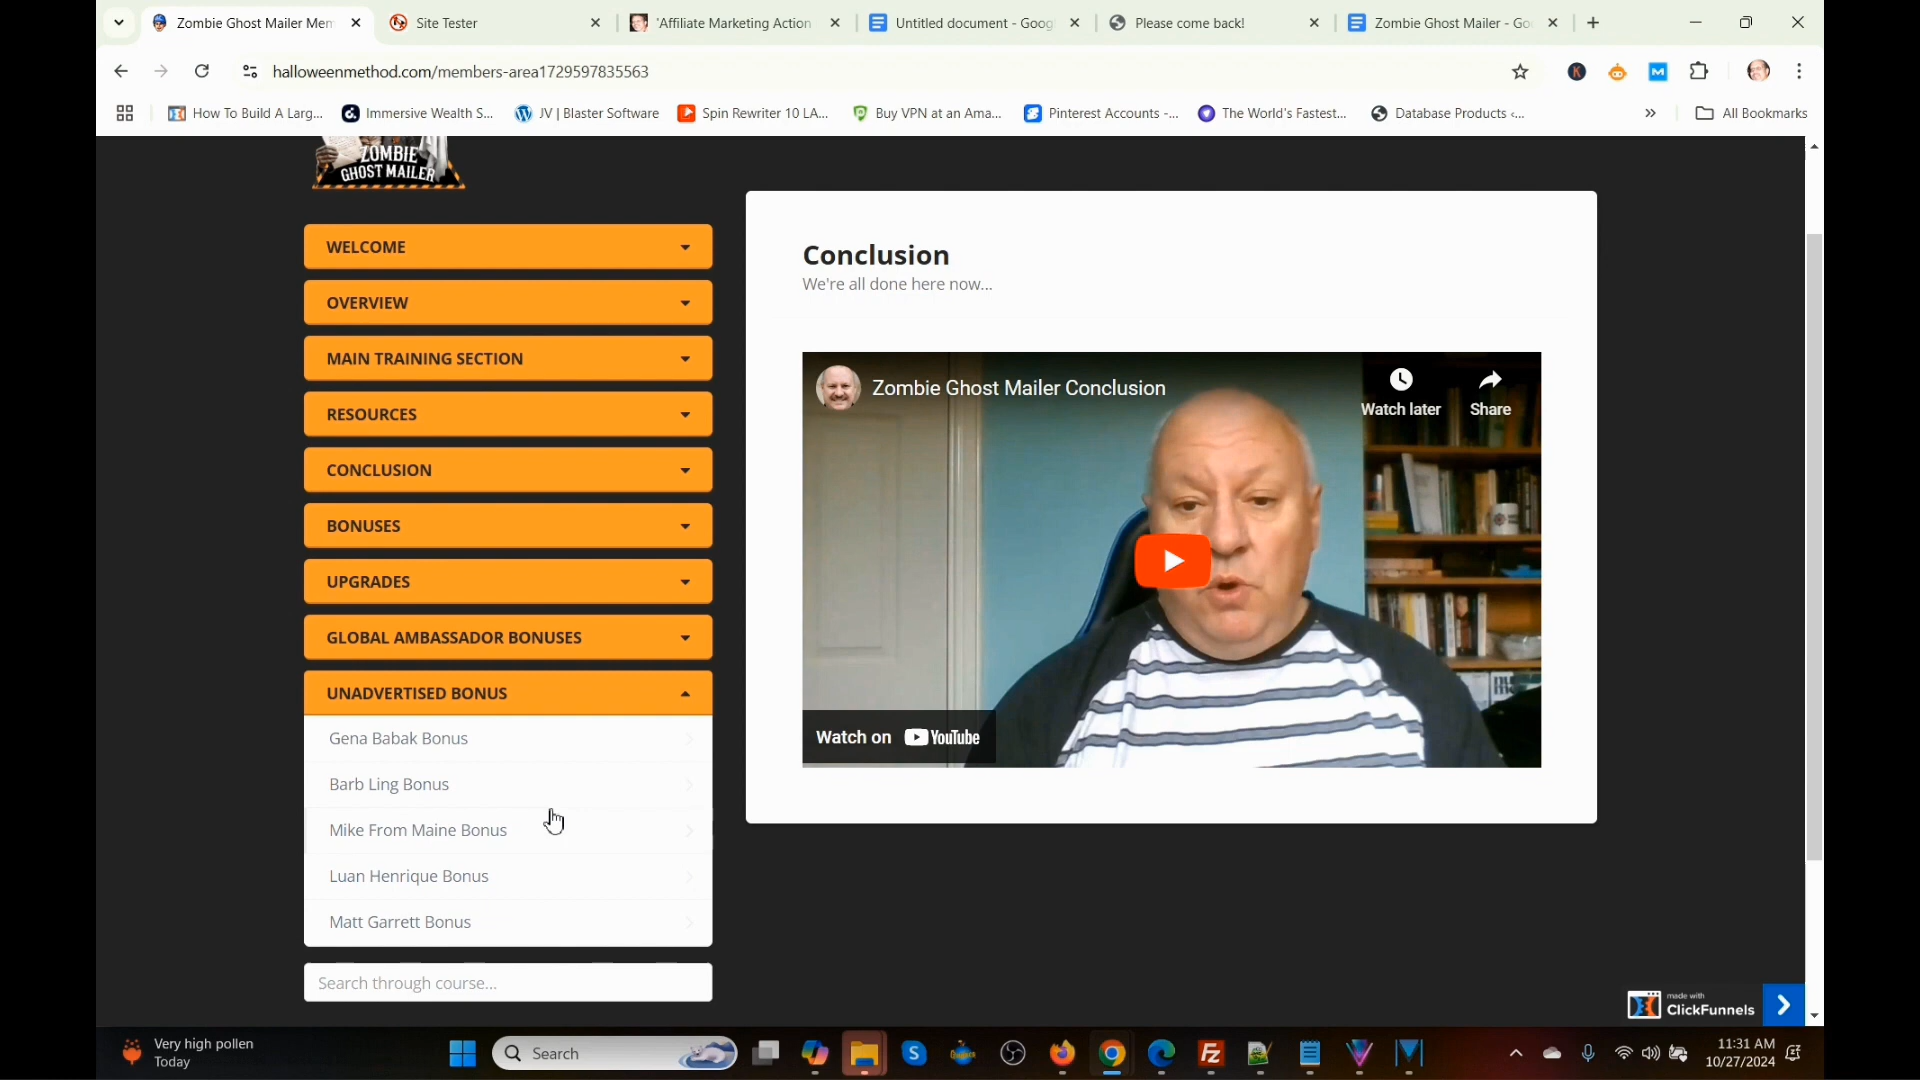 Zombie Ghost Mailer Mem
Site Tester
'Affiliate Marketing Action
Untitled document - Goog
Please come back!
Zombie Ghost Mailer - Goo
halloweenmethod.com/members-area1729597835563
How To Build A Larg...
Immersive Wealth S...
JV | Blaster Software
Spin Rewriter 10 LA...
Buy VPN at an Ama...
Pinterest Accounts -...
The World's Fastest...
Database Products ‹...
All Bookmarks
ZOMBIE
GHOST MAILER
WELCOME
OVERVIEW
MAIN TRAINING SECTION
RESOURCES
CONCLUSION
BONUSES
UPGRADES
GLOBAL AMBASSADOR BONUSES
UNADVERTISED BONUS
Gena Babak Bonus
Barb Ling Bonus
Mike From Maine Bonus
Luan Henrique Bonus
Matt Garrett Bonus
Search through course...
Conclusion
We're all done here now...
Zombie Ghost Mailer Conclusion
Watch later
Share
Watch on YouTube
made with
ClickFunnels
Very high pollen
Today
Search
11:31 AM
10/27/2024